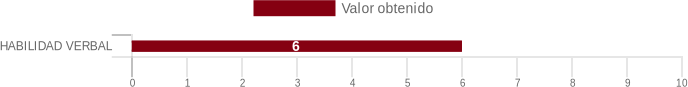 Valor obtenido
HABILIDAD VERBAL 6
0 1 2 3 4 5 6 7 8 9 10